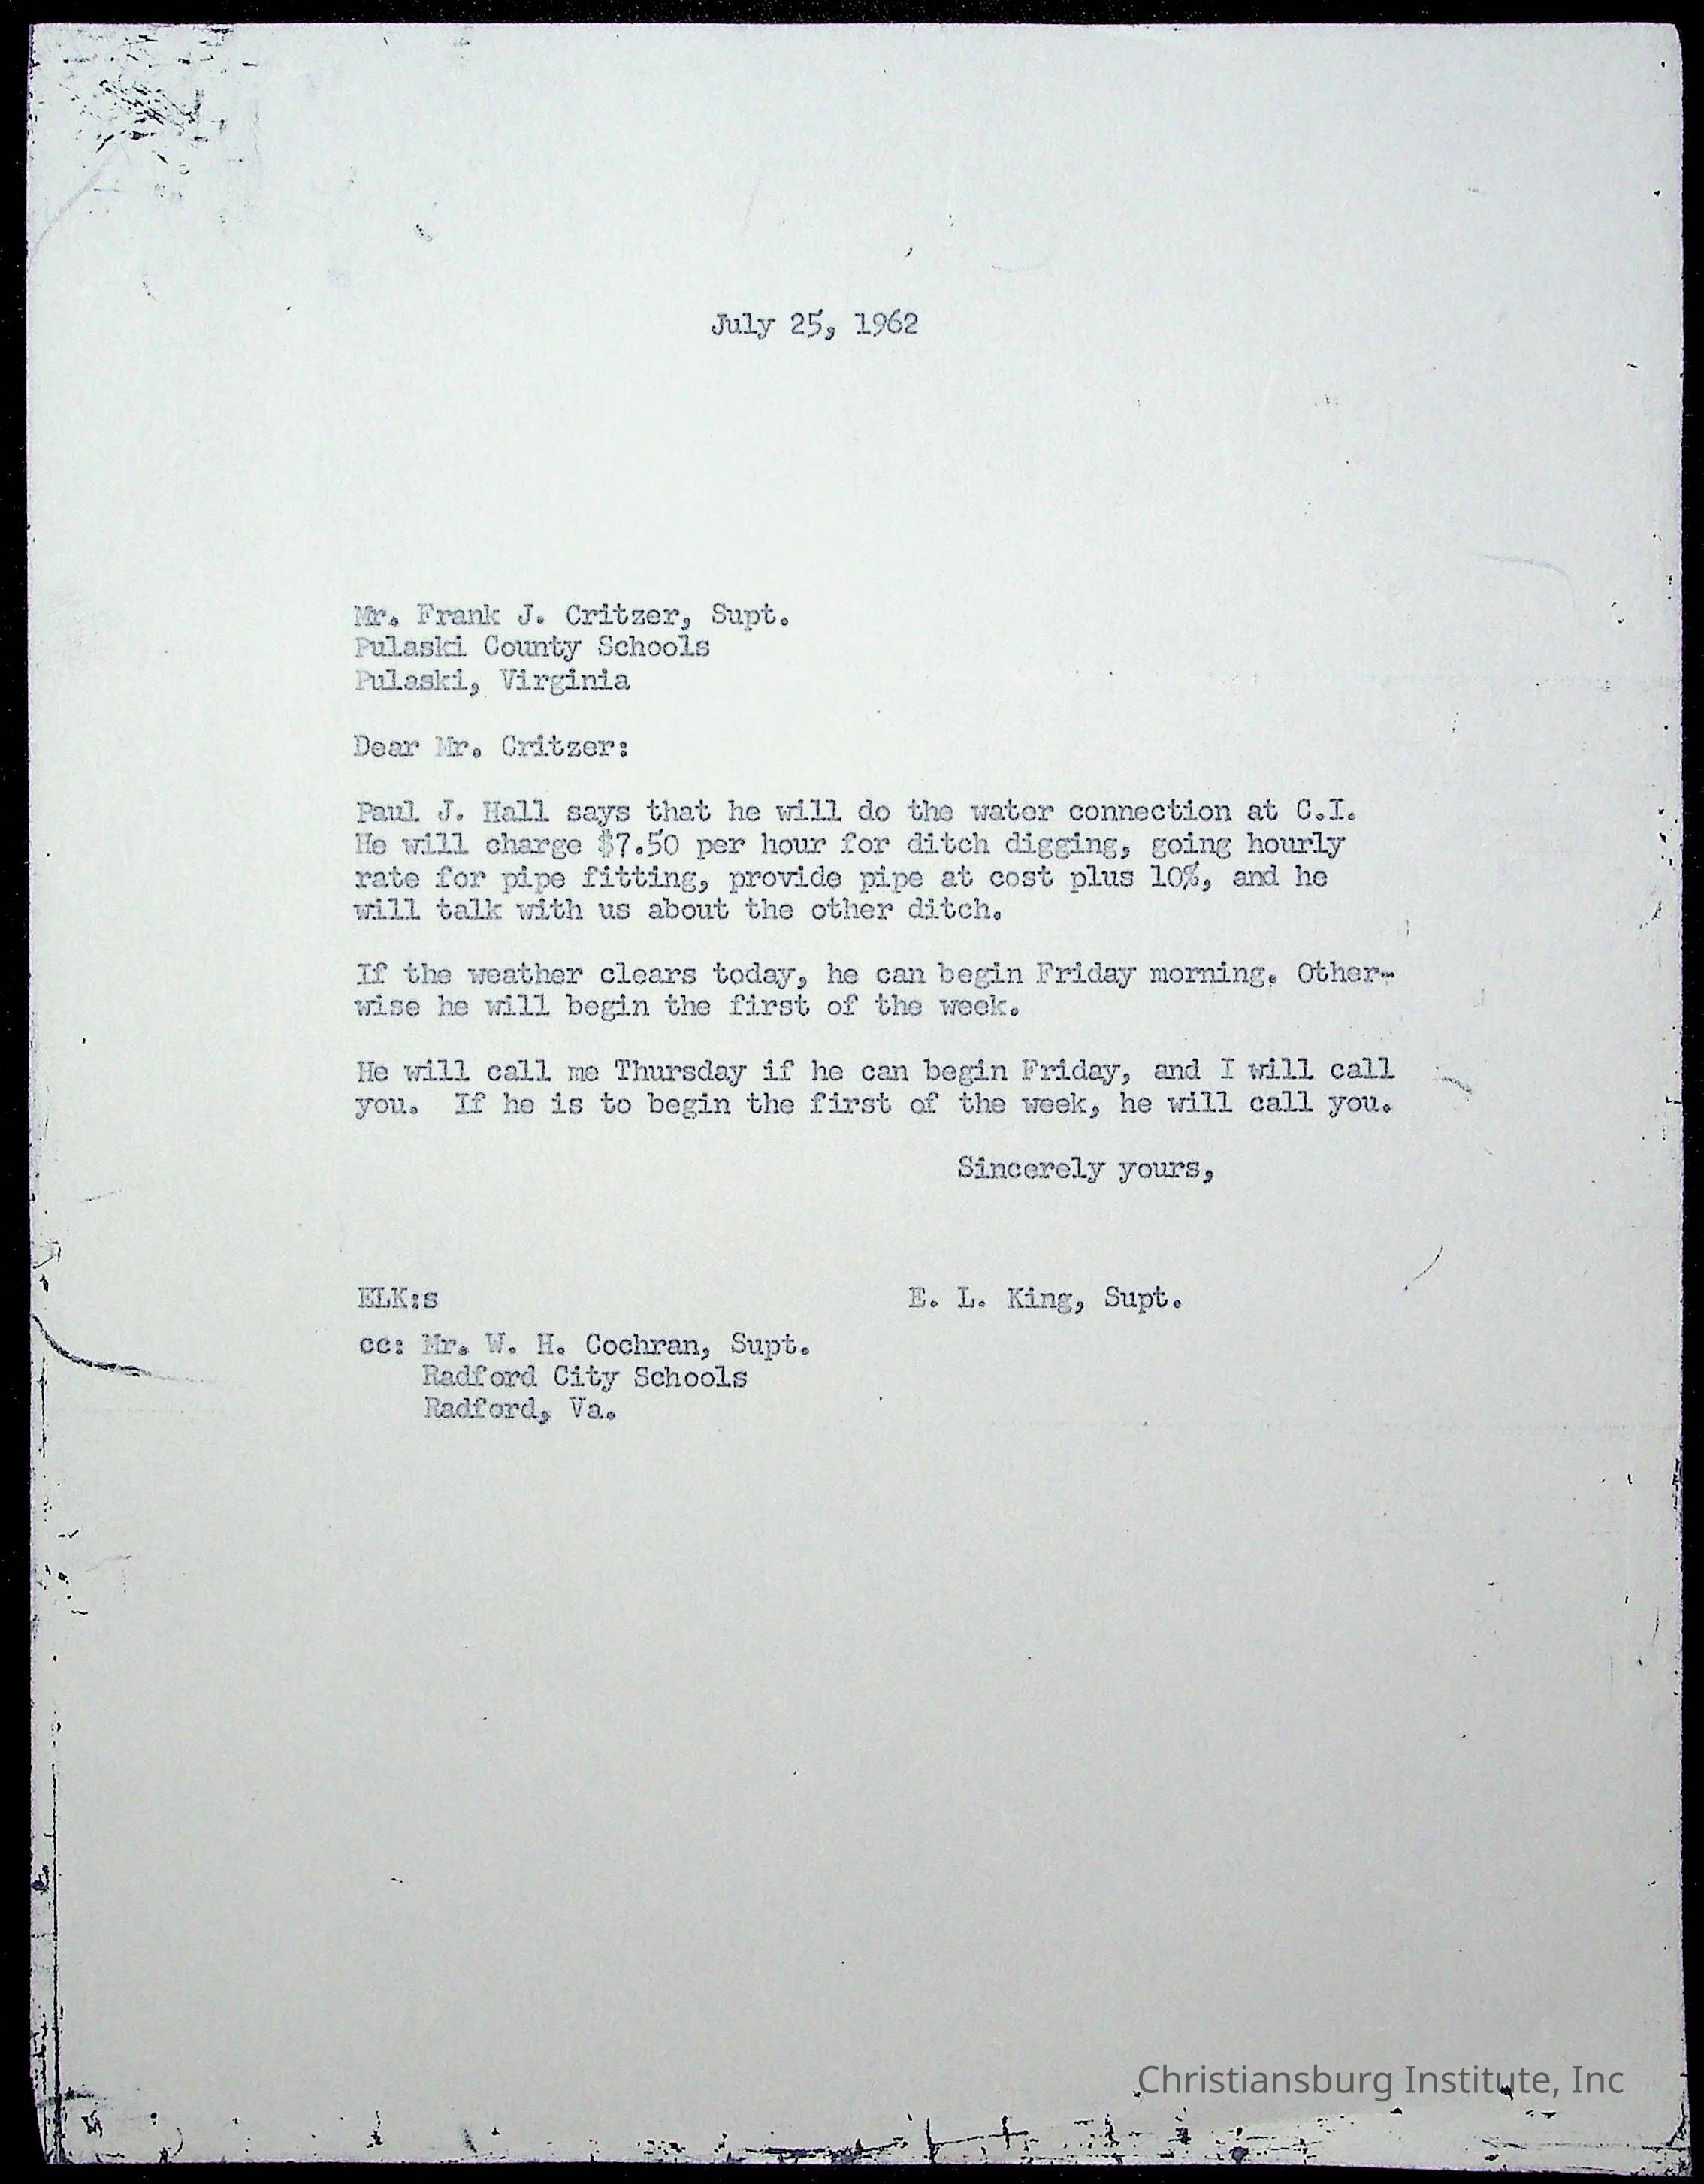 July 25, 1962
Mr. Frank J. Critzer, Supt.
Pulaski County Schools
Pulaski, Virginia
Dear Mr. Critzer:
Paul J. Hall says that he will do the water connection at C.I.
He will charge $7.50 per hour for ditch digging, going hourly
rate for pipe fitting, provide pipe at cost plus 10%, and he
will talk with us about the other ditch.
If the weather clears today, he can begin Friday morning. Other-
wise he will begin the first of the week.
He will call me Thursday if he can begin Friday, and I will call
you.  If he is to begin the first of the week, he will call you.
Sincerely yours,
ELK:s E. L. King, Supt.
cc: Mr. W. H. Cochran, Supt.
Radford City Schools
Radford, Va.
Christiansburg Institute, Inc